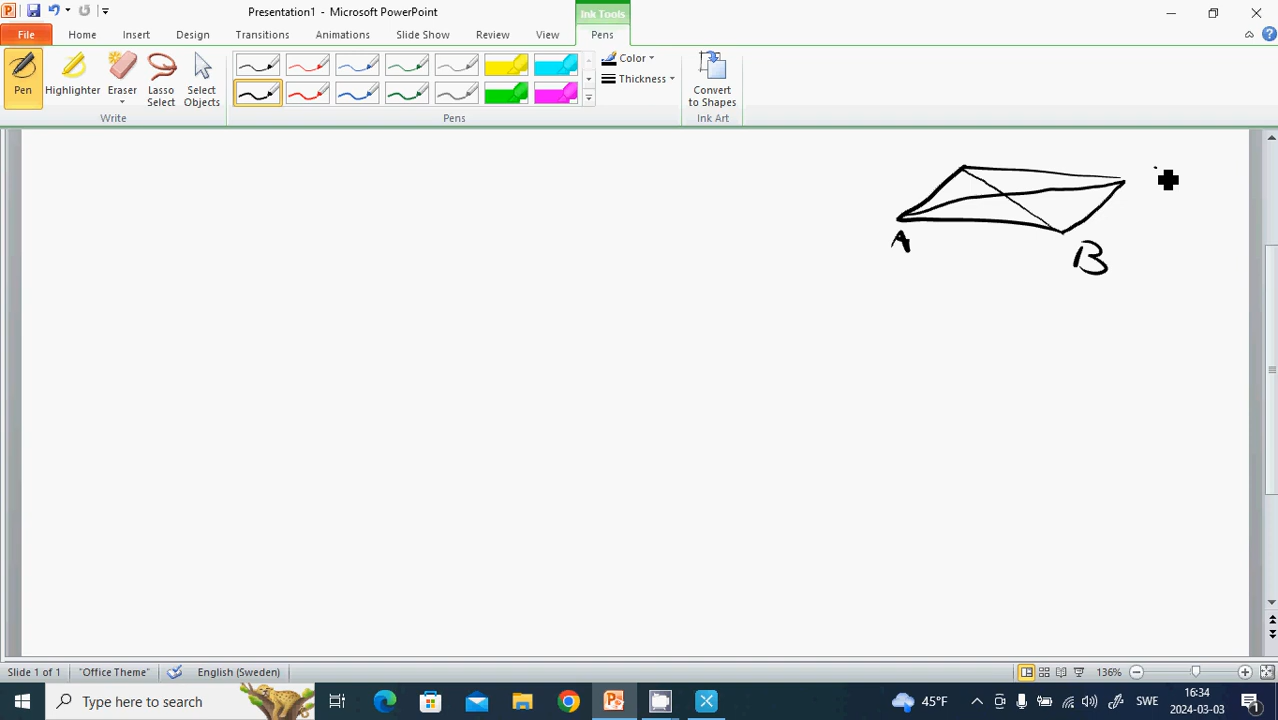 Presentation1 - Microsoft PowerPoint
Ink Tools
File Home Insert Design Transitions Animations Slide Show Review View Pens
Pen
Highlighter
Eraser
Lasso Select
Select Objects
Color
Thickness
Convert to Shapes
Write
Pens
Ink Art
A
B
Slide 1 of 1
"Office Theme"
English (Sweden)
136%
Type here to search
45°F
SWE
16:34
2024-03-03